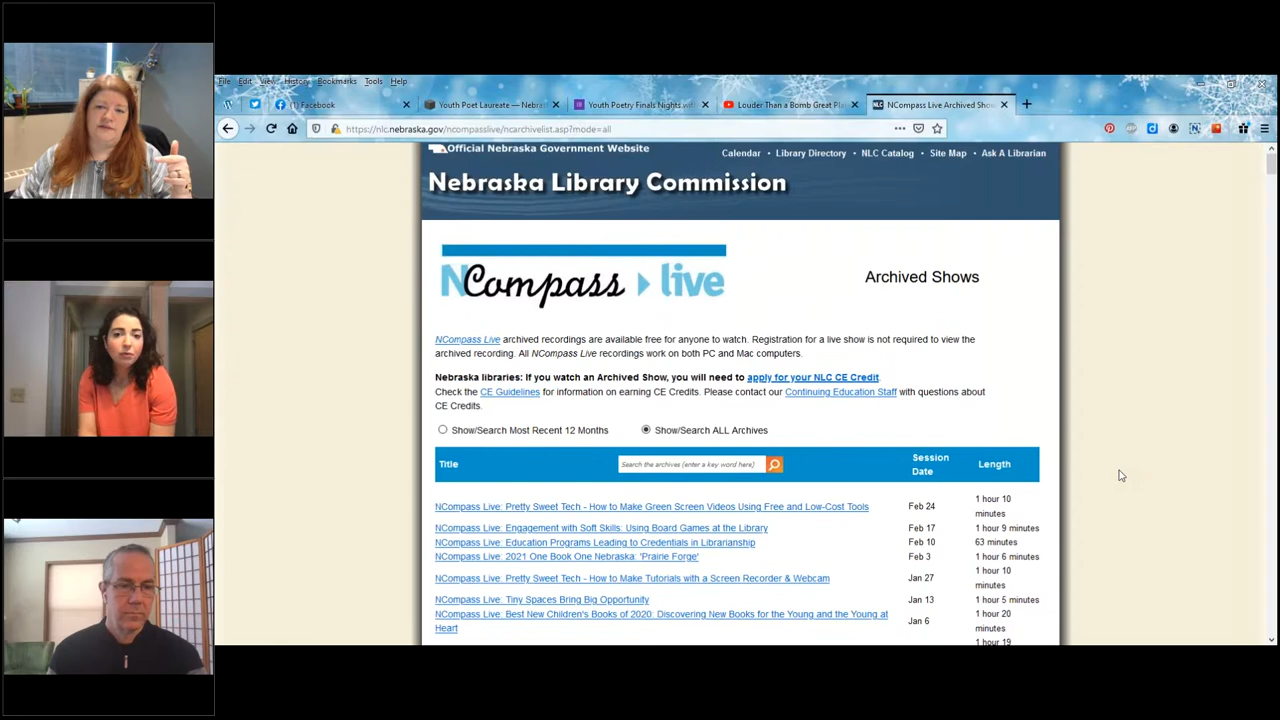 File Edit View History Bookmarks Tools Help
(1) Facebook
Youth Poet Laureate — Nebras
Youth Poetry Finals Nights wit
Louder Than a Bomb Great Pla
NLC NCompass Live Archived Show
https://nlc.nebraska.gov/ncompasslive/ncarchivelist.asp?mode=all
Official Nebraska Government Website
Calendar • Library Directory • NLC Catalog • Site Map • Ask A Librarian
Nebraska Library Commission
NCompass live
Archived Shows
NCompass Live archived recordings are available free for anyone to watch. Registration for a live show is not required to view the
archived recording. All NCompass Live recordings work on both PC and Mac computers.
Nebraska libraries: If you watch an Archived Show, you will need to apply for your NLC CE Credit.
Check the CE Guidelines for information on earning CE Credits. Please contact our Continuing Education Staff with questions about
CE Credits.
Show/Search Most Recent 12 Months Show/Search ALL Archives
Title Search the archives (enter a key word here) Session Date Length
NCompass Live: Pretty Sweet Tech - How to Make Green Screen Videos Using Free and Low-Cost Tools Feb 24 1 hour 10 minutes
NCompass Live: Engagement with Soft Skills: Using Board Games at the Library Feb 17 1 hour 9 minutes
NCompass Live: Education Programs Leading to Credentials in Librarianship Feb 10 63 minutes
NCompass Live: 2021 One Book One Nebraska: 'Prairie Forge' Feb 3 1 hour 6 minutes
NCompass Live: Pretty Sweet Tech - How to Make Tutorials with a Screen Recorder & Webcam Jan 27 1 hour 10 minutes
NCompass Live: Tiny Spaces Bring Big Opportunity Jan 13 1 hour 5 minutes
NCompass Live: Best New Children's Books of 2020: Discovering New Books for the Young and the Young at
Heart Jan 6 1 hour 20 minutes
1 hour 19